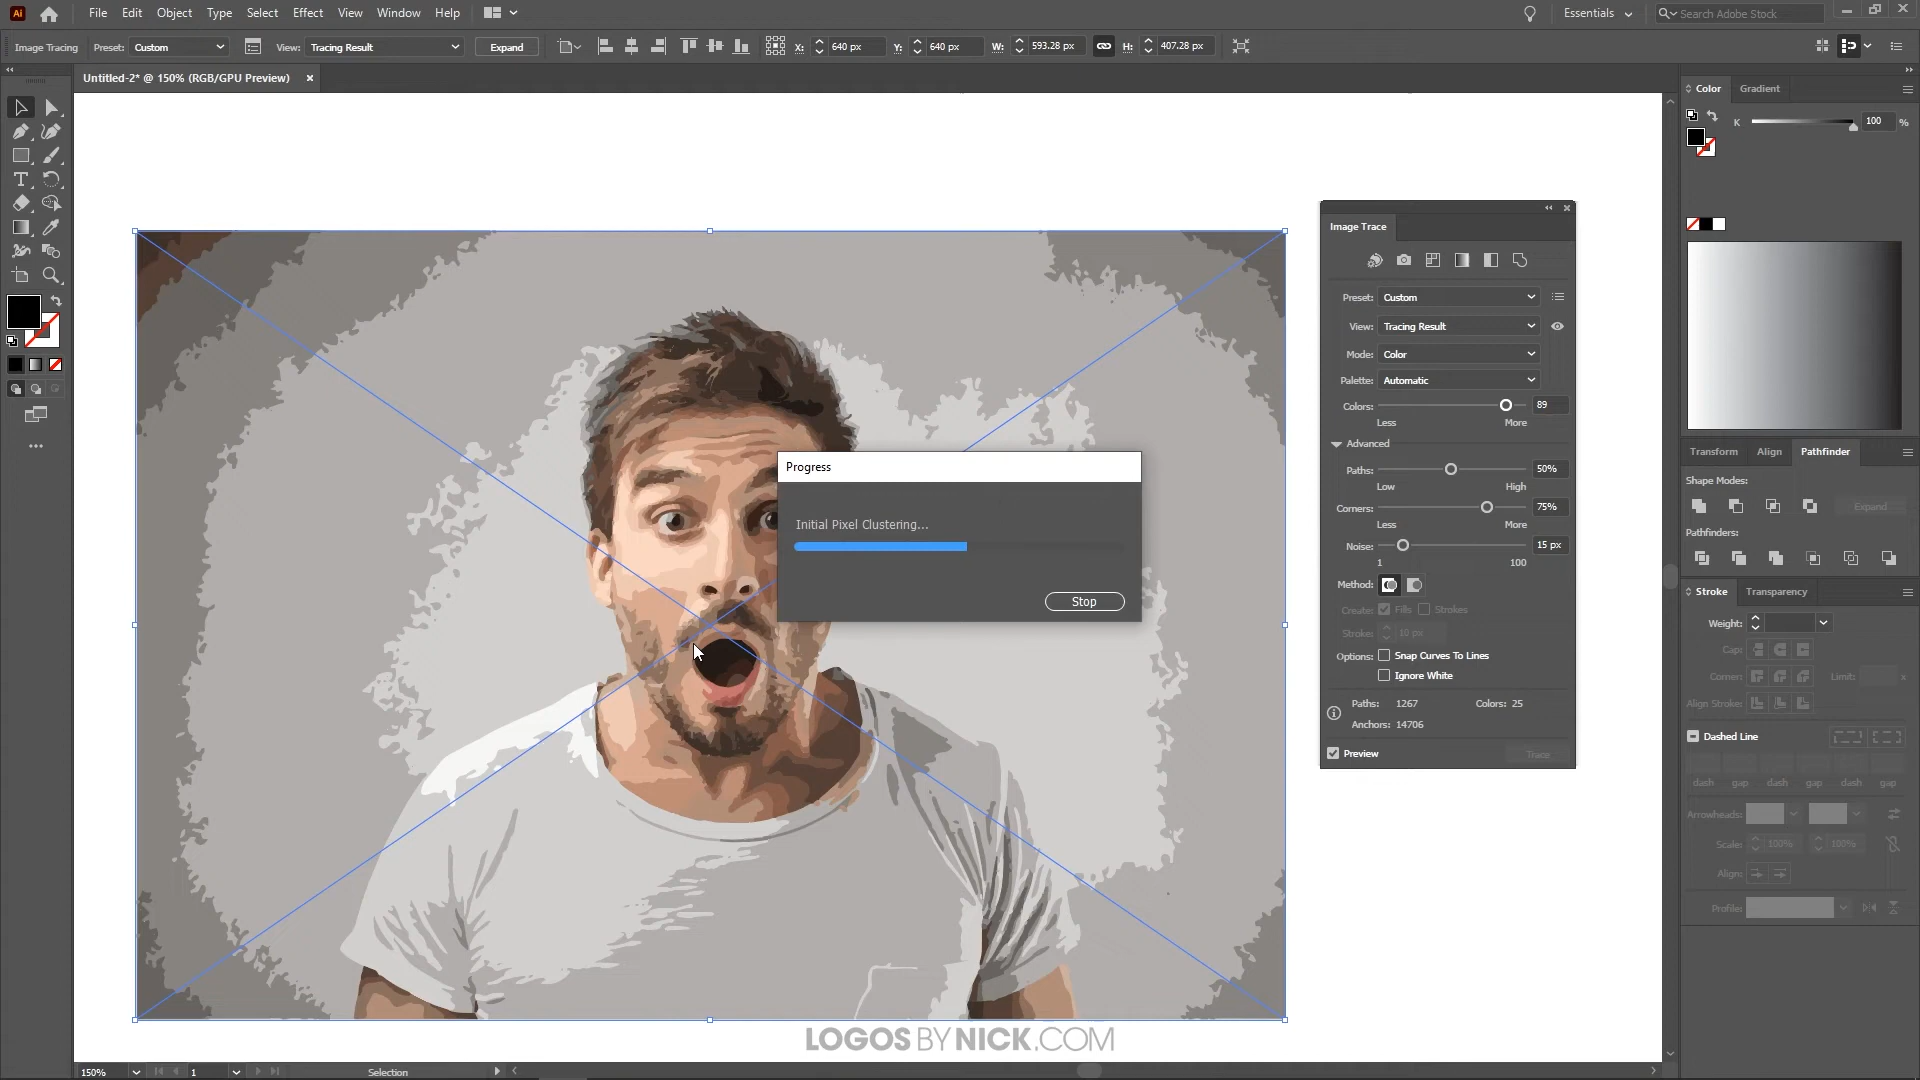 Ai File Edit Object Type Select Effect View Window Help Essentials Search Adobe Stock
Image Tracing Preset: Custom View: Tracing Result Expand X: 640 px Y: 640 px W: 593.28 px H: 407.28 px
Untitled-2* @ 150% (RGB/GPU Preview)
Color Gradient
K 100 %
Image Trace
Preset: Custom
View: Tracing Result
Mode: Color
Palette: Automatic
Colors: 89
Less More
Advanced
Paths: 50%
Low High
Corners: 75%
Less More
Noise: 15 px
1 100
Method:
Create: Fills Strokes
Stroke: 10 px
Options: Snap Curves To Lines
Ignore White
Paths: 1267 Colors: 25
Anchors: 14706
Preview Trace
Progress
Initial Pixel Clustering...
Stop
Transform Align Pathfinder
Shape Modes:
Expand
Pathfinders:
Stroke Transparency
Weight:
Cap:
Corner: Limit: x
Align Stroke:
Dashed Line
dash gap dash gap dash gap
Arrowheads:
Scale: 100% 100%
Align:
Profile:
LOGOS BY NICK.COM
150% 1 Selection